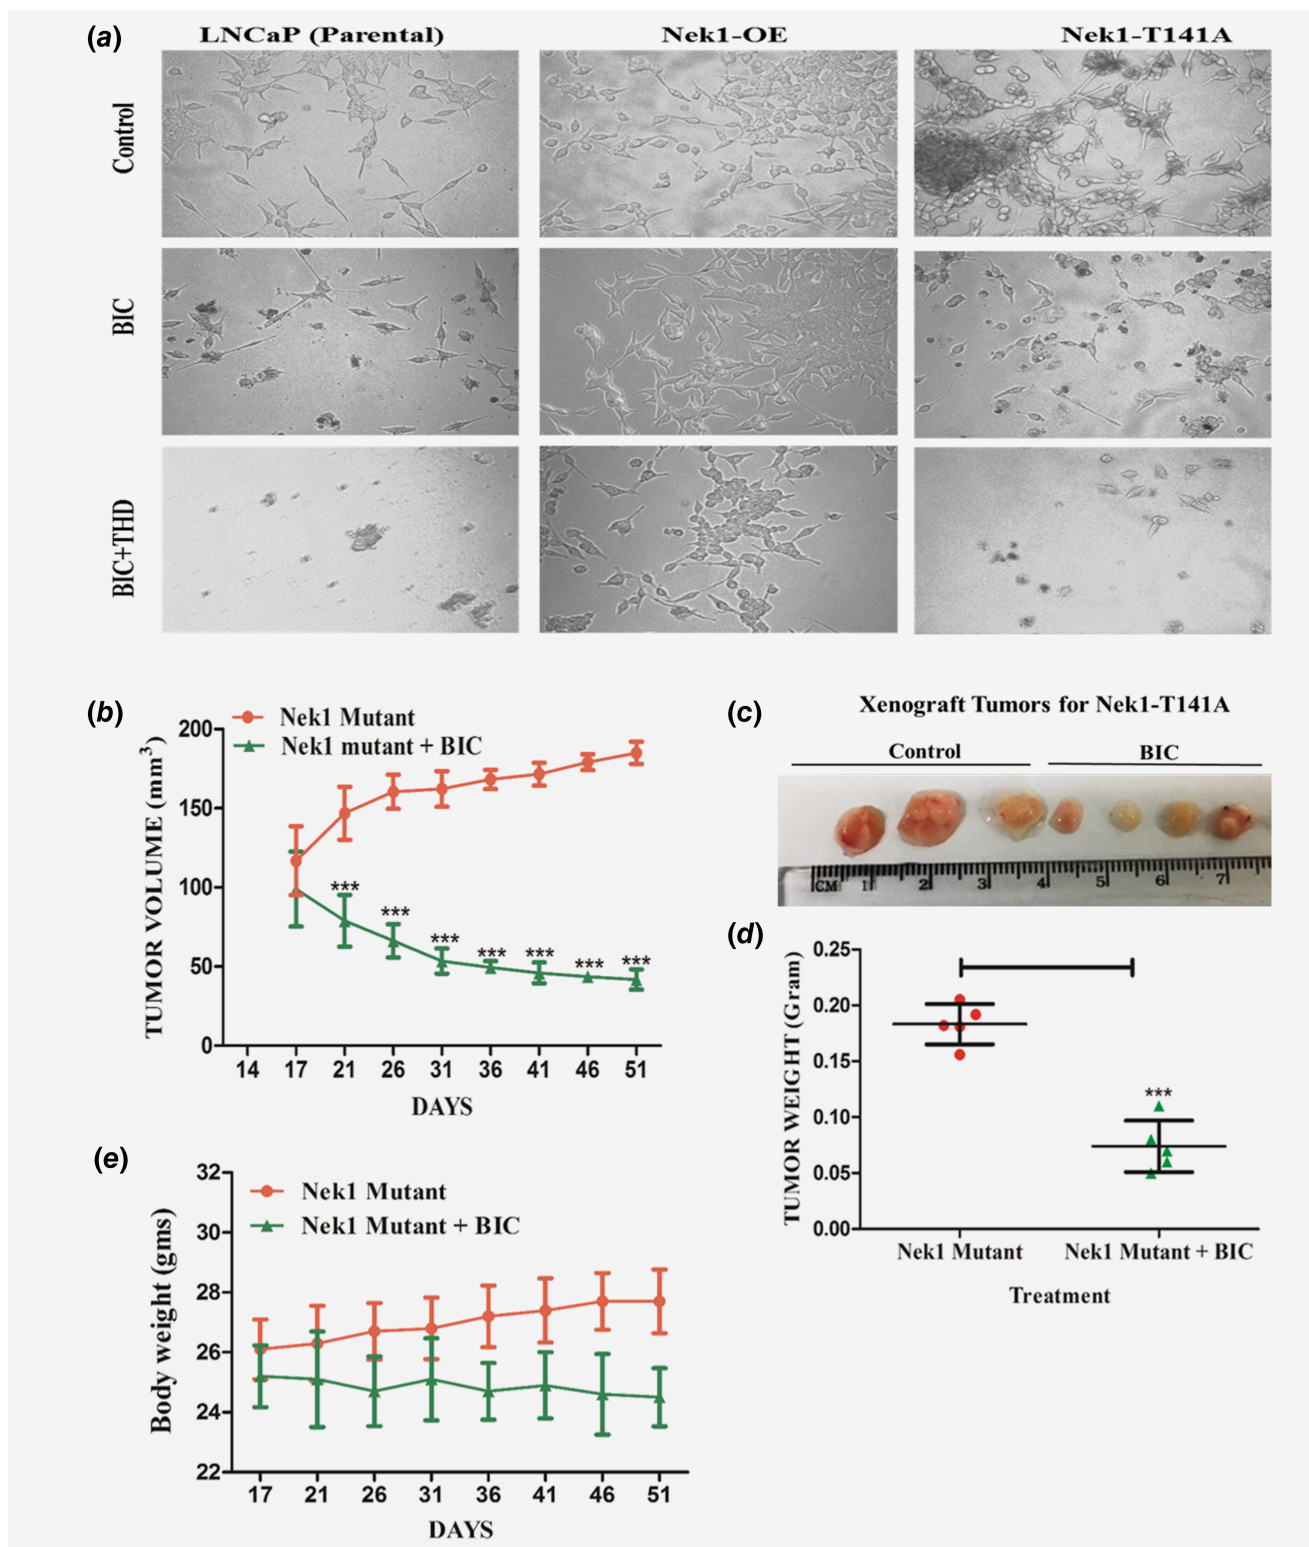 (a)
LNCaP (Parental)
Nek1-OE
Nek1-T141A
Control
BIC
BIC+THD
(b)
Nek1 Mutant
Nek1 mutant + BIC
TUMOR VOLUME (mm³)
200
150
100
50
0
***
***
***
***
***
***
***
14 17 21 26 31 36 41 46 51
DAYS
(c)
Xenograft Tumors for Nek1-T141A
Control BIC
CM 1 2 3 4 5 6 7
(d)
TUMOR WEIGHT (Gram)
0.25
0.20
0.15
0.10
0.05
0.00
***
Nek1 Mutant Nek1 Mutant + BIC
Treatment
(e)
Nek1 Mutant
Nek1 Mutant + BIC
Body weight (gms)
32
30
28
26
24
22
17 21 26 31 36 41 46 51
DAYS